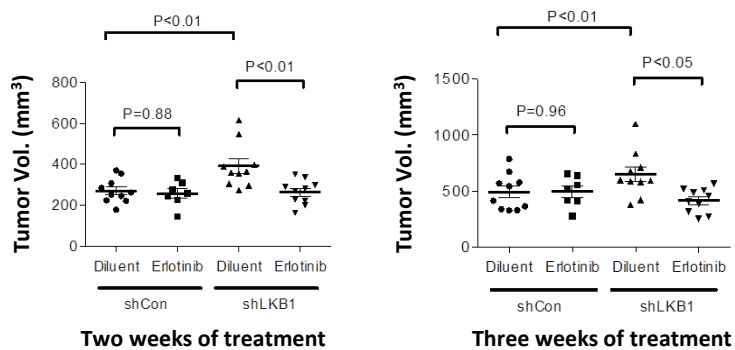 P<0.01
P<0.01
P=0.88
Tumor Vol. (mm³)
800
600
400
200
0
Diluent Erlotinib Diluent Erlotinib
shCon shLKB1
Two weeks of treatment
P<0.01
P<0.05
P=0.96
Tumor Vol. (mm³)
1500
1000
500
0
Diluent Erlotinib Diluent Erlotinib
shCon shLKB1
Three weeks of treatment